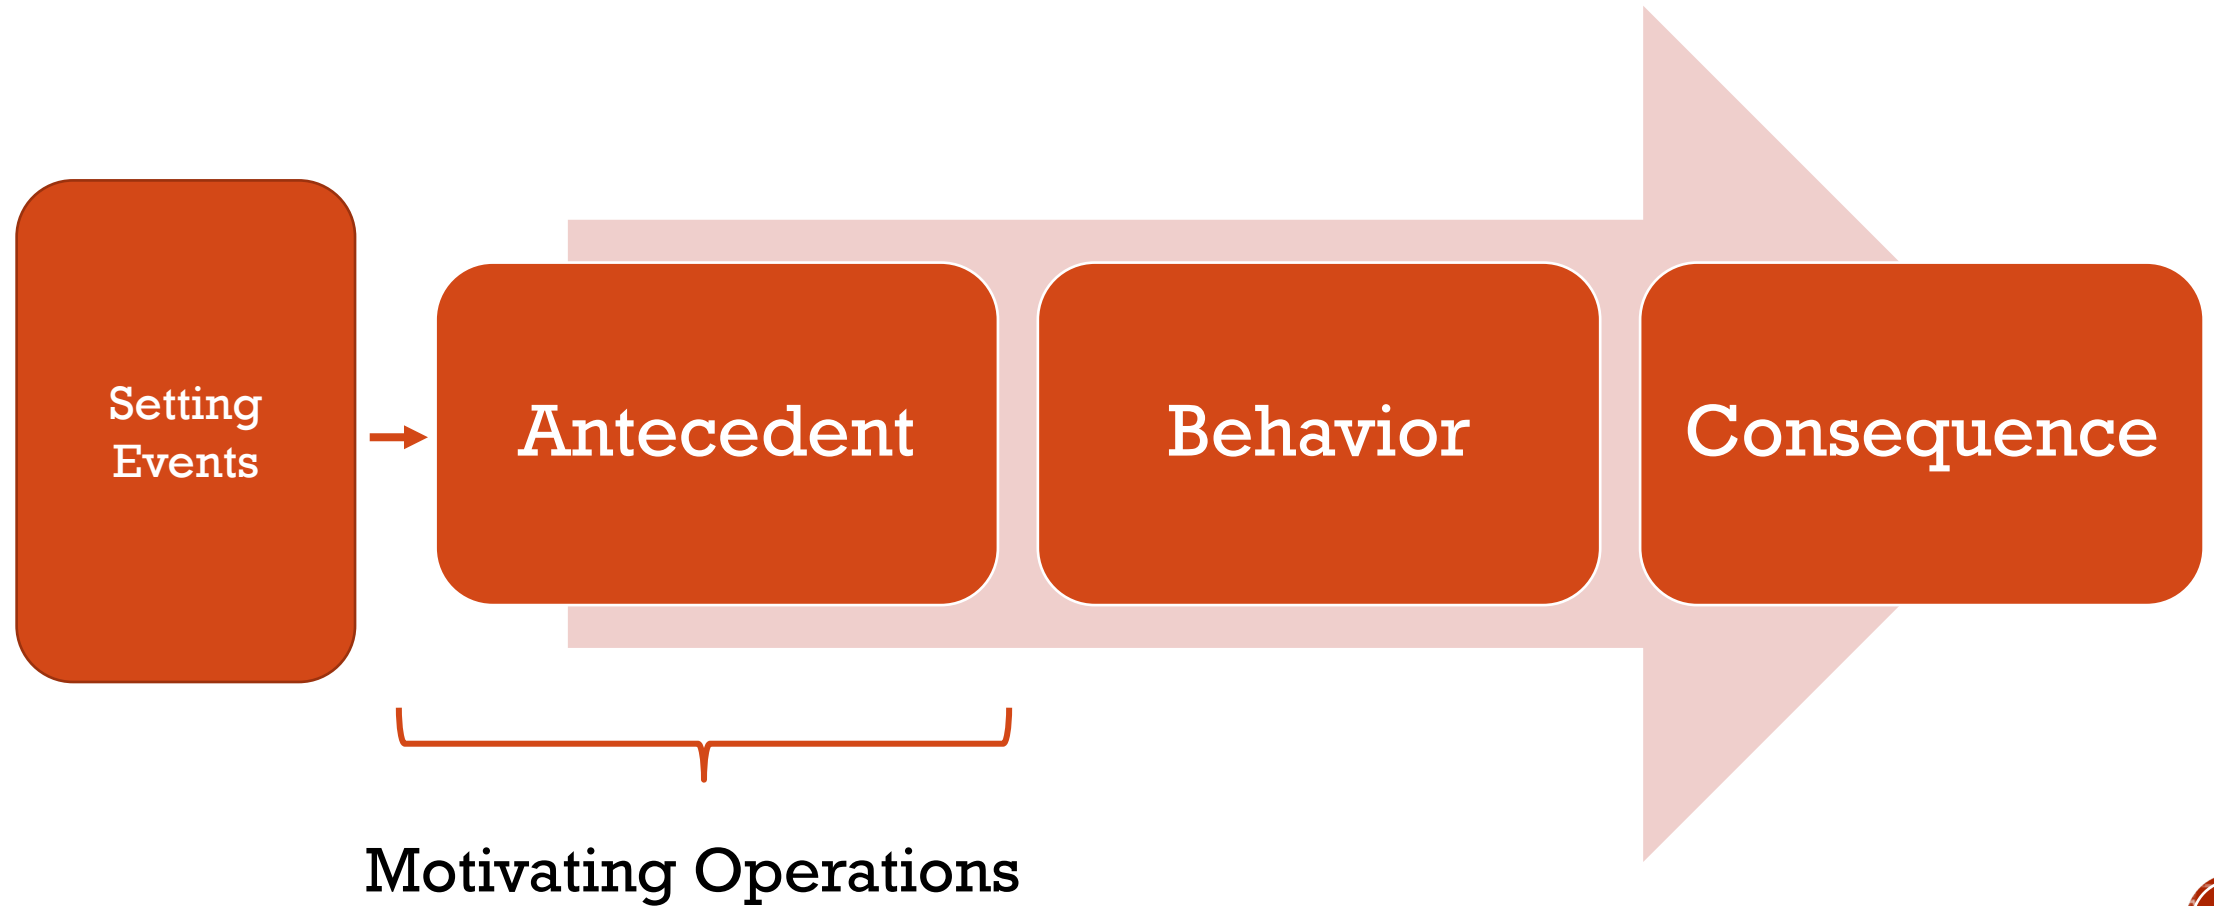 Setting
Events
Antecedent
Behavior
Consequence
Motivating Operations